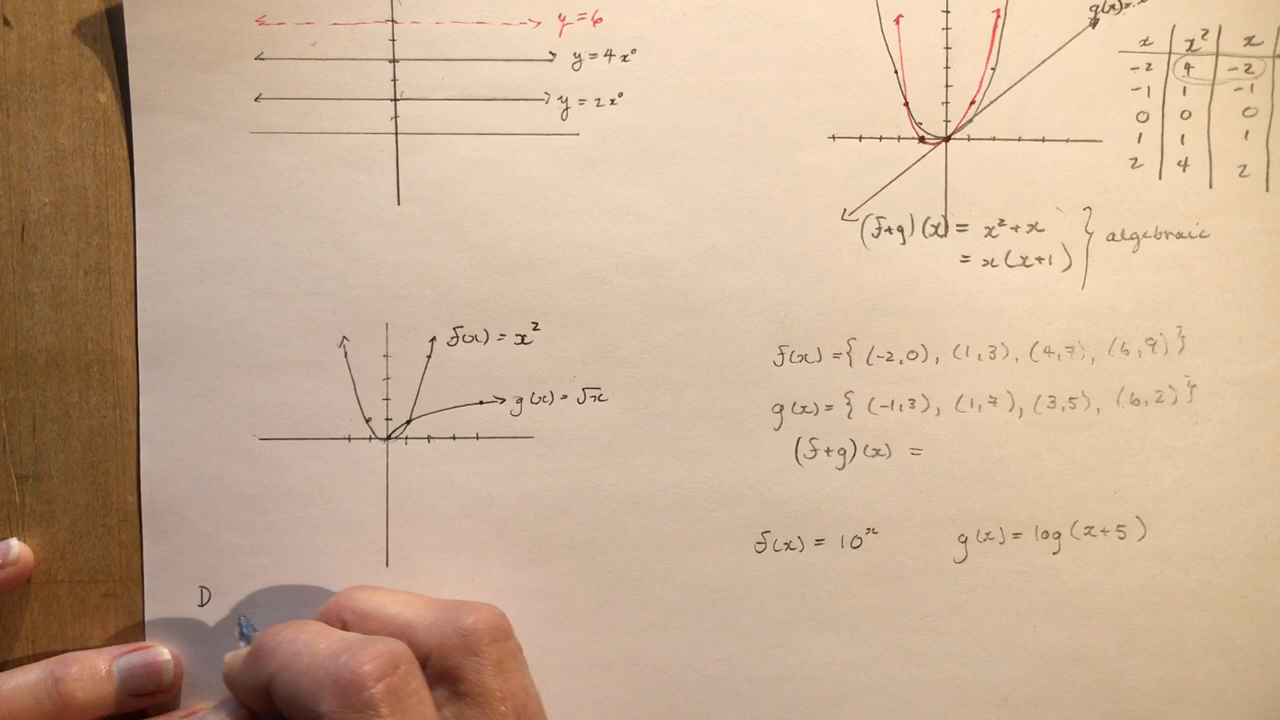 y = 6
y = 4x⁰
y = 2x⁰
g(x) =
x x² x
-2 4 -2
-1 1 -1
0 0 0
1 1 1
2 4 2
(f+g)(x) = x² + x
= x(x+1) } algebraic
f(x) = x²
g(x) = √x
f(x) = { (-2,0), (1,3), (4,7), (6,9) }
g(x) = { (-1,3), (1,7), (3,5), (6,2) }
(f+g)(x) =
f(x) = 10ˣ g(x) = log(x+5)
D